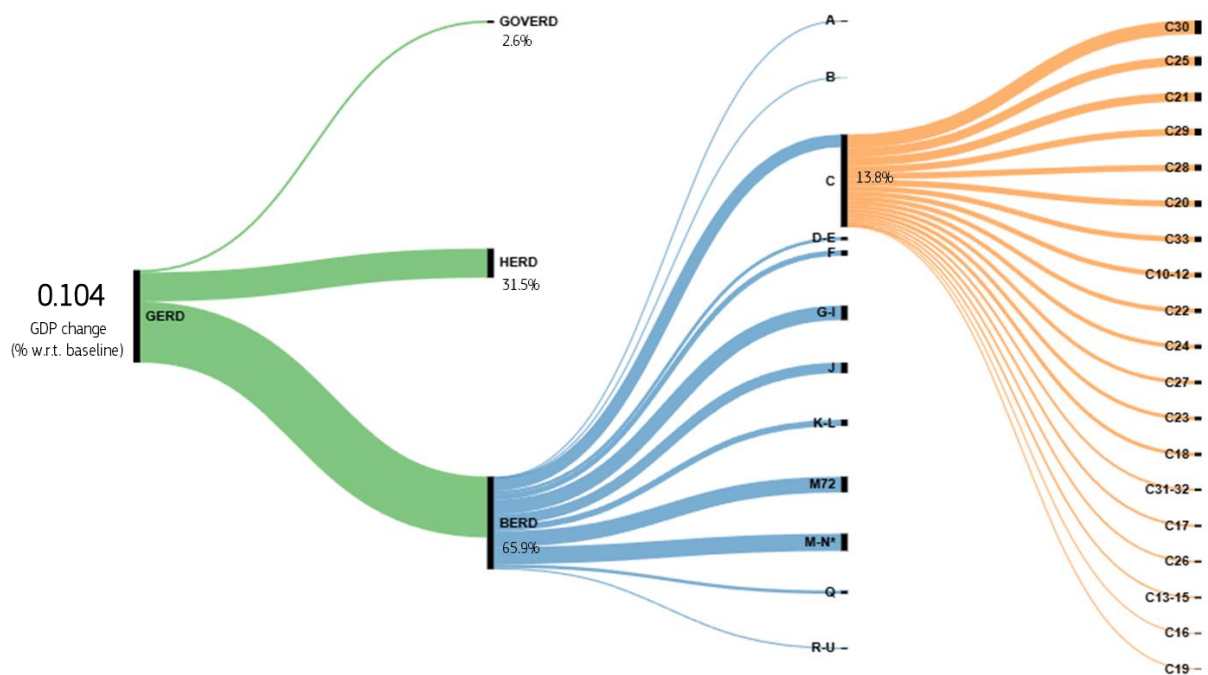 0.104
GDP change
(% w.r.t. baseline)
GERD
GOVERD
2.6%
HERD
31.5%
BERD
65.9%
A
B
C
13.8%
D-E
F
G-I
J
K-L
M72
M-N*
Q
R-U
C30
C25
C21
C29
C28
C20
C33
C10-12
C22
C24
C27
C23
C18
C31-32
C17
C26
C13-15
C16
C19